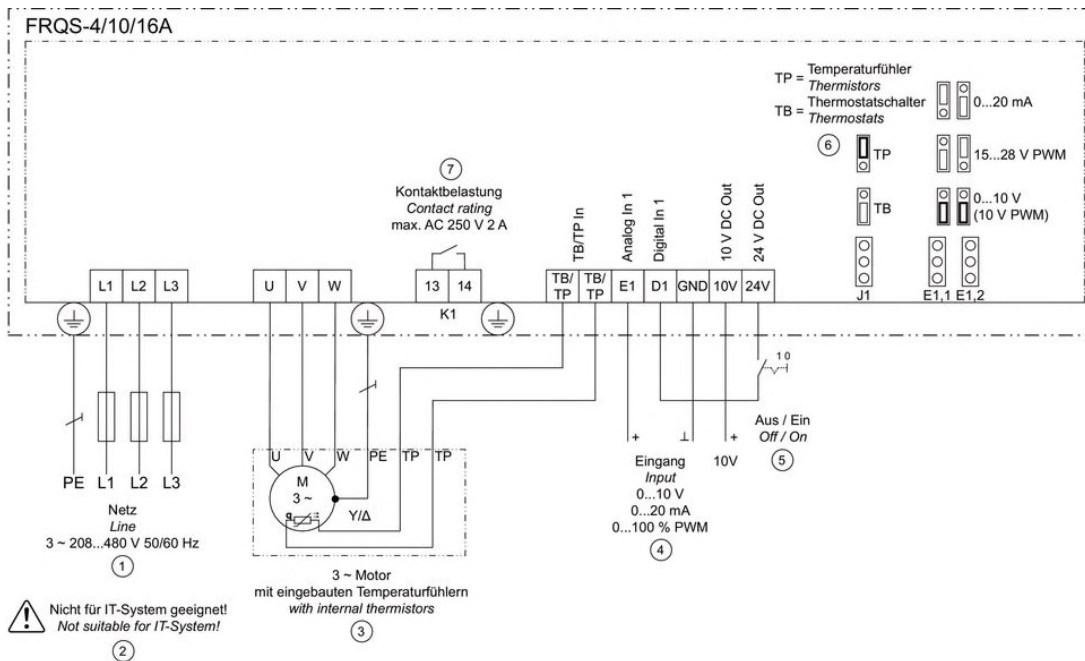 FRQS-4/10/16A
TP = Temperaturfühler
Thermistors
TB = Thermostatschalter
Thermostats
6
0...20 mA
TP
15...28 V PWM
TB
0...10 V
(10 V PWM)
J1
E1,1 E1,2
7
Kontaktbelastung
Contact rating
max. AC 250 V 2 A
TB/TP In
Analog In 1
Digital In 1
10 V DC Out
24 V DC Out
L1 L2 L3
U V W
13 14
K1
TB/TP TB/TP E1 D1 GND 10V 24V
1 0
Aus / Ein
Off / On
5
+ ⊥ +
Eingang
Input
0...10 V
0...20 mA
0...100 % PWM
4
10V
PE L1 L2 L3
Netz
Line
3 ~ 208...480 V 50/60 Hz
1
U V W PE TP TP
M
3 ~
Y/Δ
3 ~ Motor
mit eingebauten Temperaturfühlern
with internal thermistors
3
Nicht für IT-System geeignet!
Not suitable for IT-System!
2